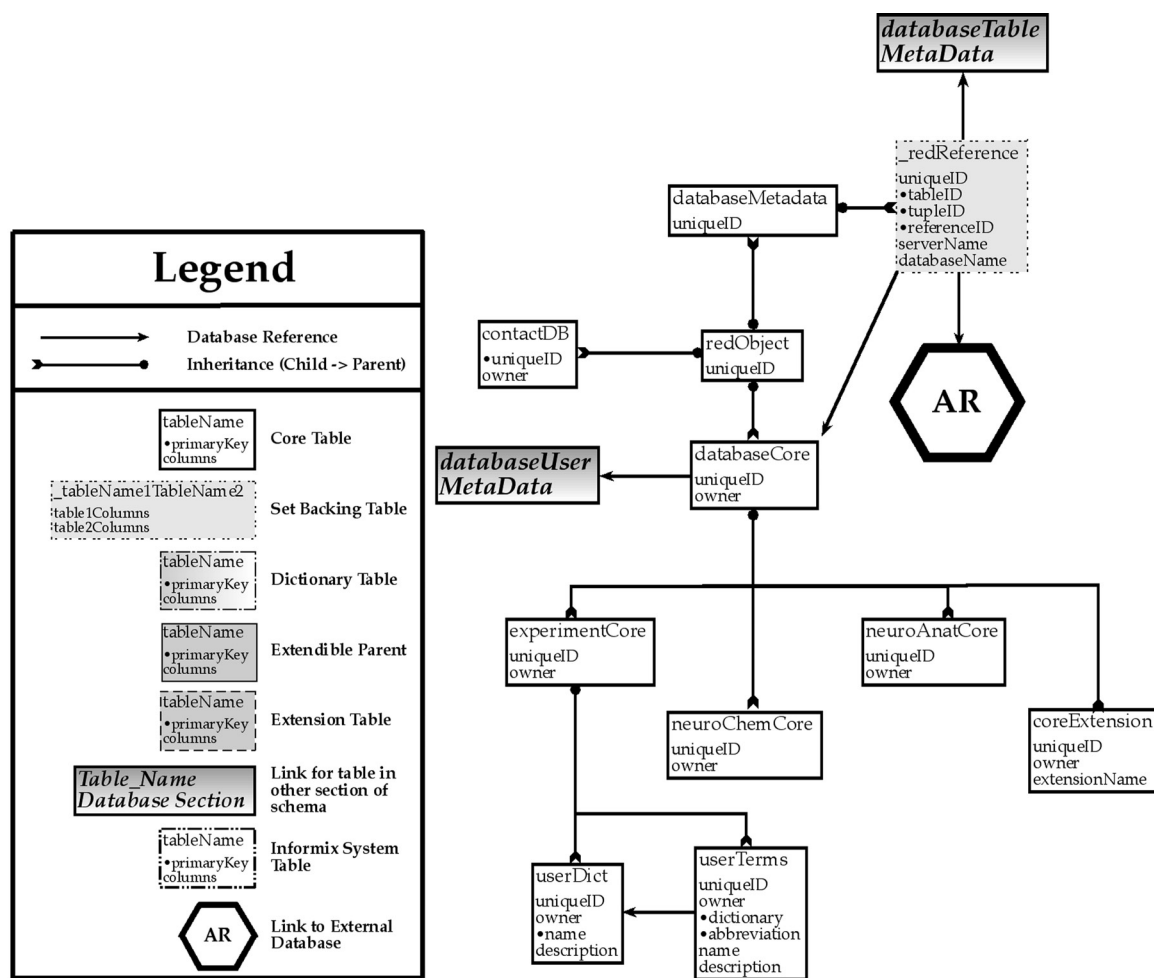 databaseTable
MetaData
_redReference
uniqueID
•tableID
•tupleID
•referenceID
serverName
databaseName
databaseMetadata
uniqueID
contactDB
•uniqueID
owner
redObject
uniqueID
AR
databaseUser
MetaData
databaseCore
uniqueID
owner
experimentCore
uniqueID
owner
neuroAnatCore
uniqueID
owner
neuroChemCore
uniqueID
owner
coreExtension
uniqueID
owner
extensionName
userDict
uniqueID
owner
•name
description
userTerms
uniqueID
owner
•dictionary
•abbreviation
name
description
Legend
Database Reference
Inheritance (Child -> Parent)
tableName
•primaryKey
columns
Core Table
_tableName1TableName2
table1Columns
table2Columns
Set Backing Table
tableName
•primaryKey
columns
Dictionary Table
tableName
•primaryKey
columns
Extendible Parent
tableName
•primaryKey
columns
Extension Table
Table_Name
Database Section
Link for table in
other section of
schema
tableName
•primaryKey
columns
Informix System
Table
AR
Link to External
Database